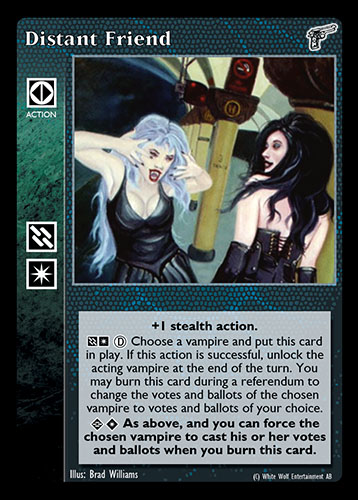 Distant Friend
ACTION
+1 stealth action.
D Choose a vampire and put this card
in play. If this action is successful, unlock the
acting vampire at the end of the turn. You
may burn this card during a referendum to
change the votes and ballots of the chosen
vampire to votes and ballots of your choice.
As above, and you can force the
chosen vampire to cast his or her votes
and ballots when you burn this card.
Illus: Brad Williams
(C) White Wolf Entertainment AB